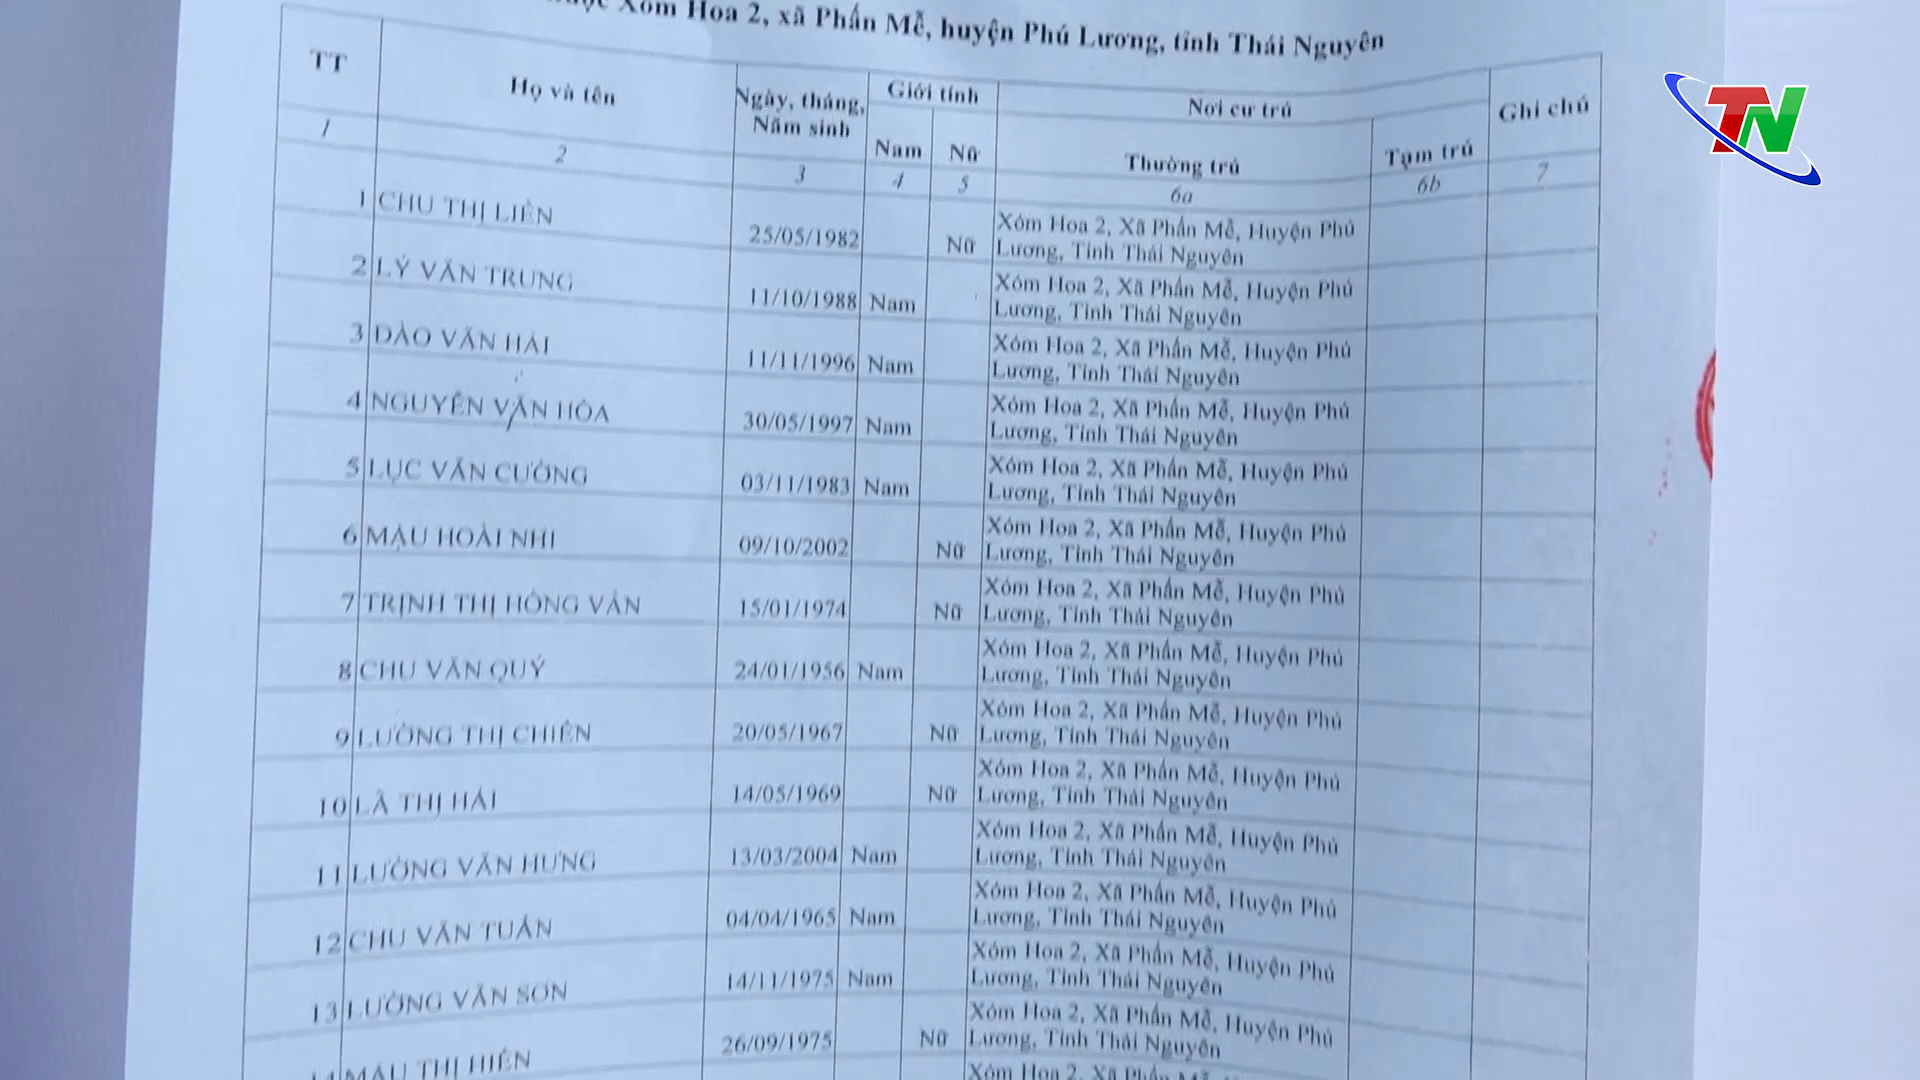 Xóm Hoa 2, xã Phấn Mễ, huyện Phú Lương, tỉnh Thái Nguyên
TN
TT Họ và tên Ngày, tháng, Năm sinh Giới tính Nơi cư trú Ghi chú
Nam Nữ Thường trú Tạm trú
1 2 3 4 5 6a 6b 7
1 CHU THỊ LIÊN 25/05/1982 Nữ Xóm Hoa 2, Xã Phấn Mễ, Huyện Phú
Lương, Tỉnh Thái Nguyên
2 LÝ VĂN TRUNG 11/10/1988 Nam Xóm Hoa 2, Xã Phấn Mễ, Huyện Phú
Lương, Tỉnh Thái Nguyên
3 ĐÀO VĂN HẢI 11/11/1996 Nam Xóm Hoa 2, Xã Phấn Mễ, Huyện Phú
Lương, Tỉnh Thái Nguyên
4 NGUYỄN VĂN HÒA 30/05/1997 Nam Xóm Hoa 2, Xã Phấn Mễ, Huyện Phú
Lương, Tỉnh Thái Nguyên
5 LỤC VĂN CƯỜNG 03/11/1983 Nam Xóm Hoa 2, Xã Phấn Mễ, Huyện Phú
Lương, Tỉnh Thái Nguyên
6 MẬU HOÀI NHI 09/10/2002 Nữ Xóm Hoa 2, Xã Phấn Mễ, Huyện Phú
Lương, Tỉnh Thái Nguyên
7 TRỊNH THỊ HỒNG VÂN 15/01/1974 Nữ Xóm Hoa 2, Xã Phấn Mễ, Huyện Phú
Lương, Tỉnh Thái Nguyên
8 CHU VĂN QUÝ 24/01/1956 Nam Xóm Hoa 2, Xã Phấn Mễ, Huyện Phú
Lương, Tỉnh Thái Nguyên
9 LƯỜNG THỊ CHIÊN 20/05/1967 Nữ Xóm Hoa 2, Xã Phấn Mễ, Huyện Phú
Lương, Tỉnh Thái Nguyên
10 LÃ THỊ HẢI 14/05/1969 Nữ Xóm Hoa 2, Xã Phấn Mễ, Huyện Phú
Lương, Tỉnh Thái Nguyên
11 LƯỜNG VĂN HƯNG 13/03/2004 Nam Xóm Hoa 2, Xã Phấn Mễ, Huyện Phú
Lương, Tỉnh Thái Nguyên
12 CHU VĂN TUẤN 04/04/1965 Nam Xóm Hoa 2, Xã Phấn Mễ, Huyện Phú
Lương, Tỉnh Thái Nguyên
13 LƯỜNG VĂN SƠN 14/11/1975 Nam Xóm Hoa 2, Xã Phấn Mễ, Huyện Phú
Lương, Tỉnh Thái Nguyên
14 MẬU THỊ HIỀN 26/09/1975 Nữ Xóm Hoa 2, Xã Phấn Mễ, Huyện Phú
Lương, Tỉnh Thái Nguyên
Xóm Hoa 2, Xã Phấn Mễ, Huyện Phú